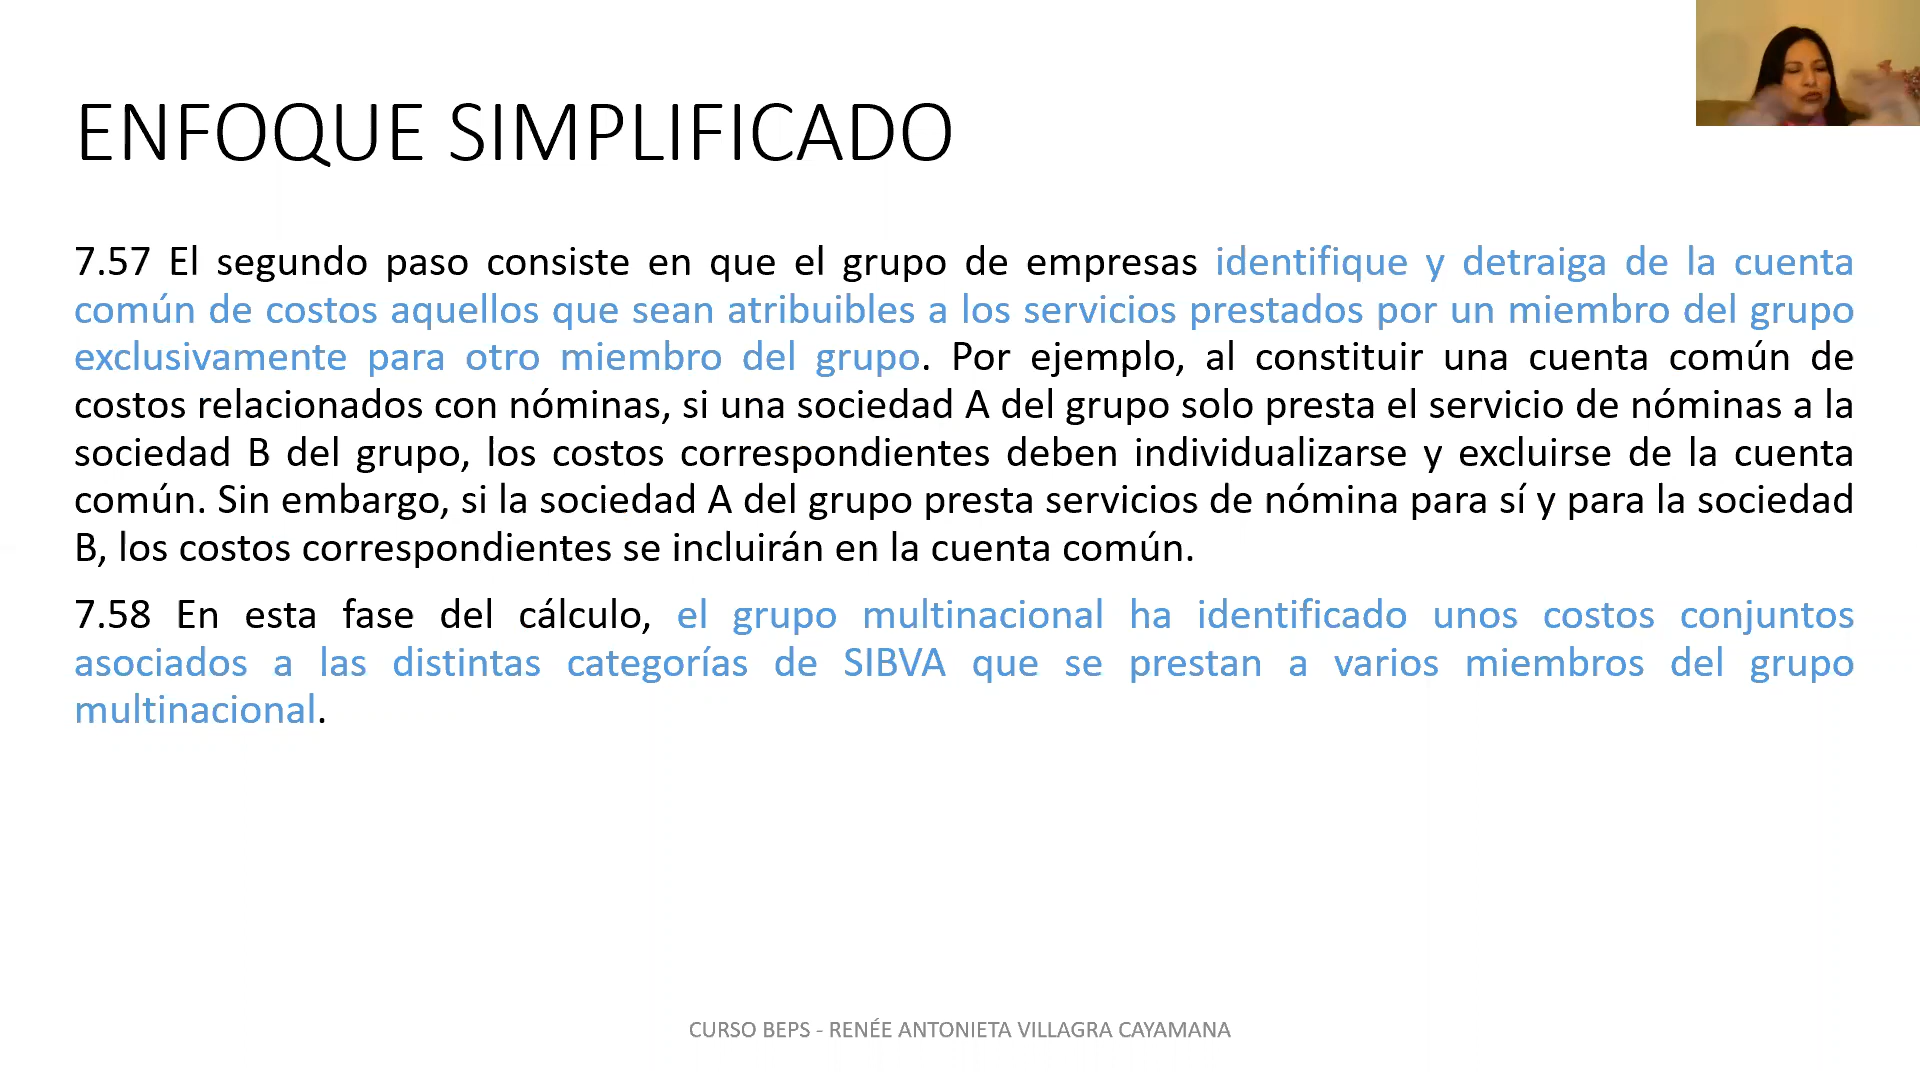 ENFOQUE SIMPLIFICADO
7.57 El segundo paso consiste en que el grupo de empresas identifique y detraiga de la cuenta
común de costos aquellos que sean atribuibles a los servicios prestados por un miembro del grupo
exclusivamente para otro miembro del grupo. Por ejemplo, al constituir una cuenta común de
costos relacionados con nóminas, si una sociedad A del grupo solo presta el servicio de nóminas a la
sociedad B del grupo, los costos correspondientes deben individualizarse y excluirse de la cuenta
común. Sin embargo, si la sociedad A del grupo presta servicios de nómina para sí y para la sociedad
B, los costos correspondientes se incluirán en la cuenta común.
7.58 En esta fase del cálculo, el grupo multinacional ha identificado unos costos conjuntos
asociados a las distintas categorías de SIBVA que se prestan a varios miembros del grupo
multinacional.
CURSO BEPS - RENÉE ANTONIETA VILLAGRA CAYAMANA